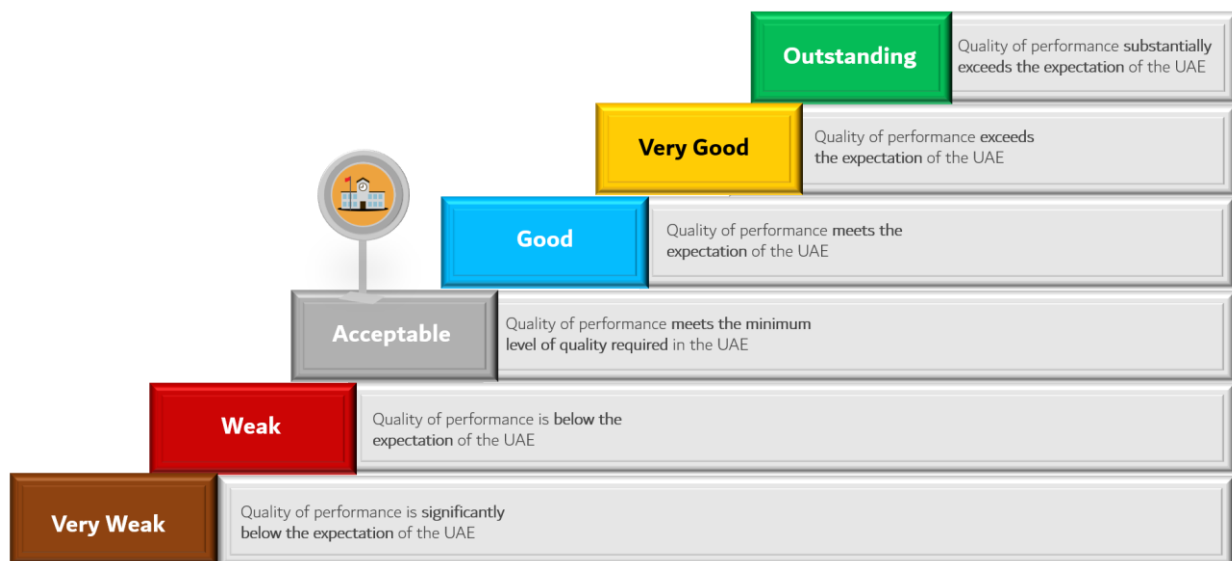 Outstanding
Quality of performance substantially
exceeds the expectation of the UAE
Very Good
Quality of performance exceeds
the expectation of the UAE
Good
Quality of performance meets the
expectation of the UAE
Acceptable
Quality of performance meets the minimum
level of quality required in the UAE
Weak
Quality of performance is below the
expectation of the UAE
Very Weak
Quality of performance is significantly
below the expectation of the UAE